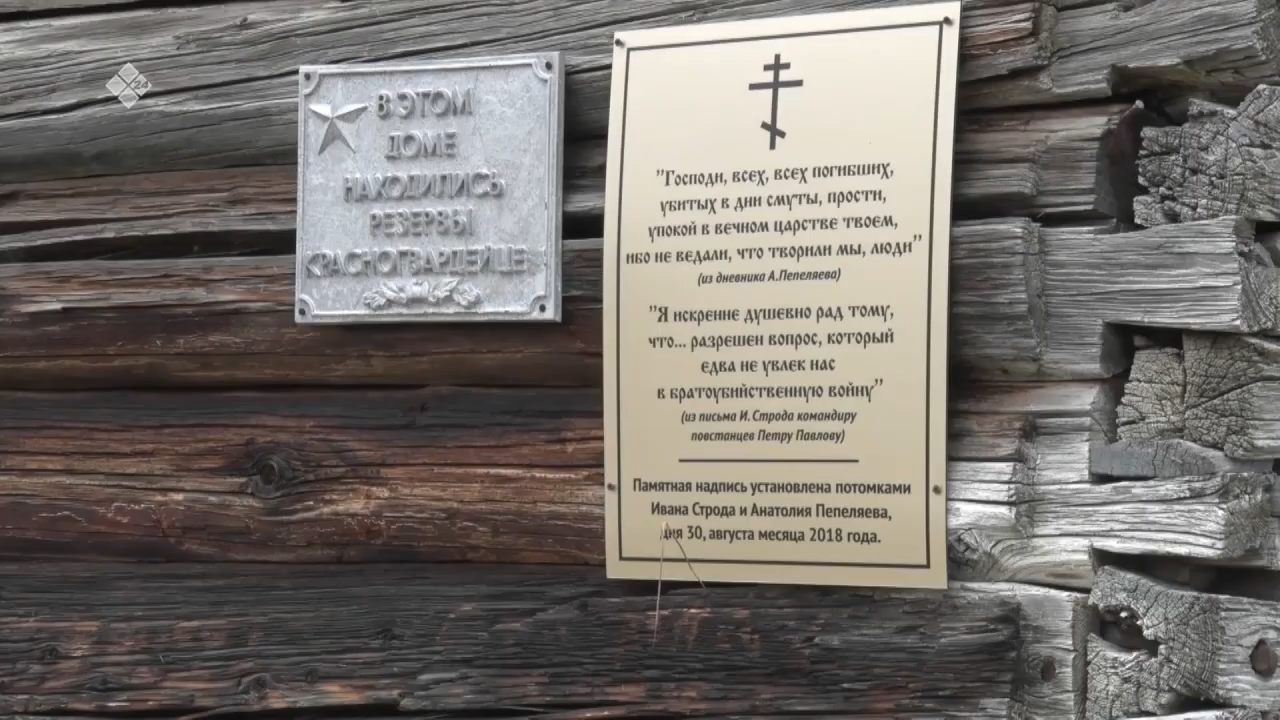 24
В ЭТОМ
ДОМЕ
НАХОДИЛИСЬ
РЕЗЕРВЫ
КРАСНОГВАРДЕЙЦЕ
"Господи, всех, всех погибших,
убитых в дни смуты, прости,
упокой в вечном царстве твоем,
ибо не ведали, что творили мы, люди"
(из дневника А.Пепеляева)
"Я искренне душевно рад тому,
что... разрешен вопрос, который
едва не увлек нас
в братоубийственную войну"
(из письма И. Строда командиру
повстанцев Петру Павлову)
Памятная надпись установлена потомками
Ивана Строда и Анатолия Пепеляева,
дня 30, августа месяца 2018 года.